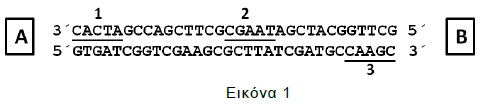 1 2
A 3´CACTAGCCAGCTTCGCGAATAGCTACGGTTCG 5´ B
5´GTGATCGGTCGAAGCGCTTATCGATGCCAAGC 3´
3
Εικόνα 1